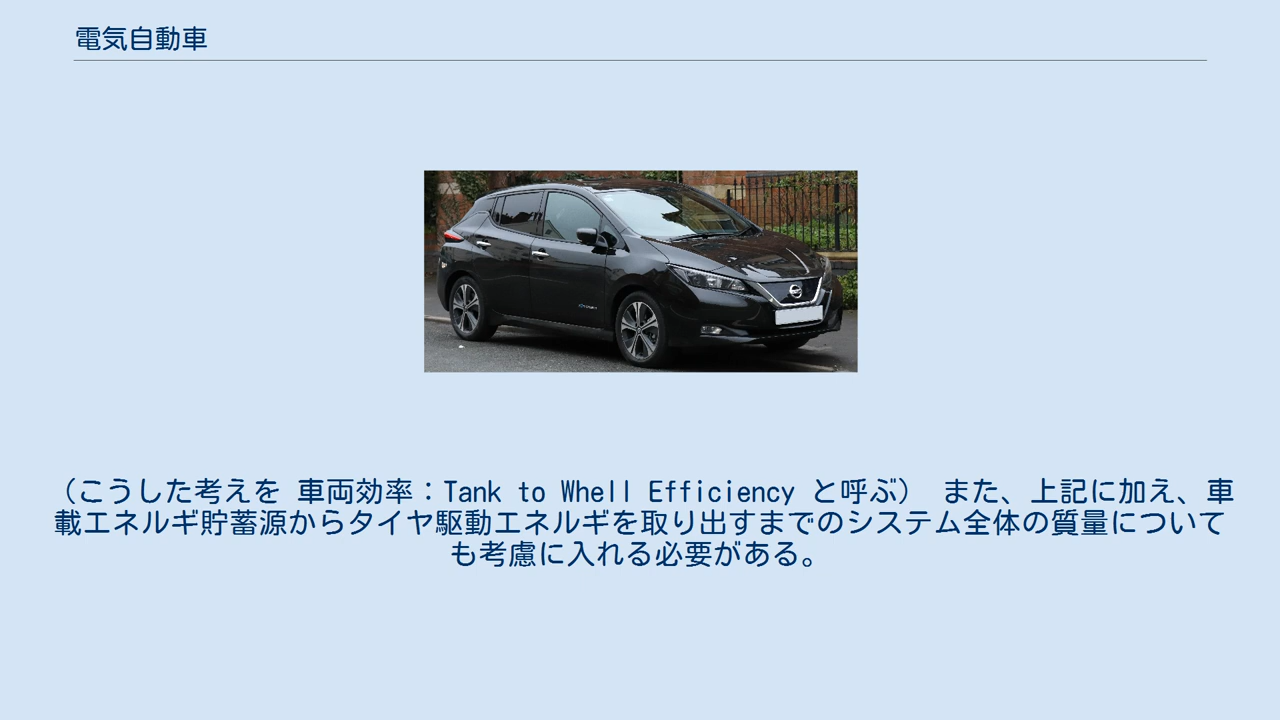 電気自動車
（こうした考えを 車両効率：Tank to Whell Efficiency と呼ぶ） また、上記に加え、車
載エネルギ貯蓄源からタイヤ駆動エネルギを取り出すまでのシステム全体の質量について
も考慮に入れる必要がある。